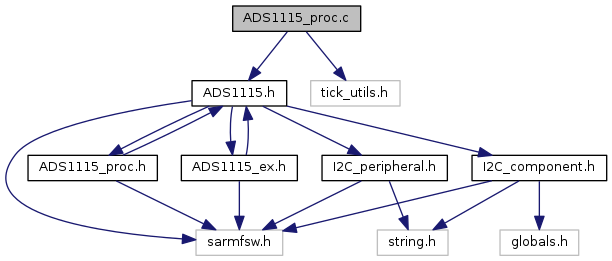 ADS1115_proc.c
ADS1115.h
tick_utils.h
ADS1115_proc.h
ADS1115_ex.h
I2C_peripheral.h
I2C_component.h
sarmfsw.h
string.h
globals.h